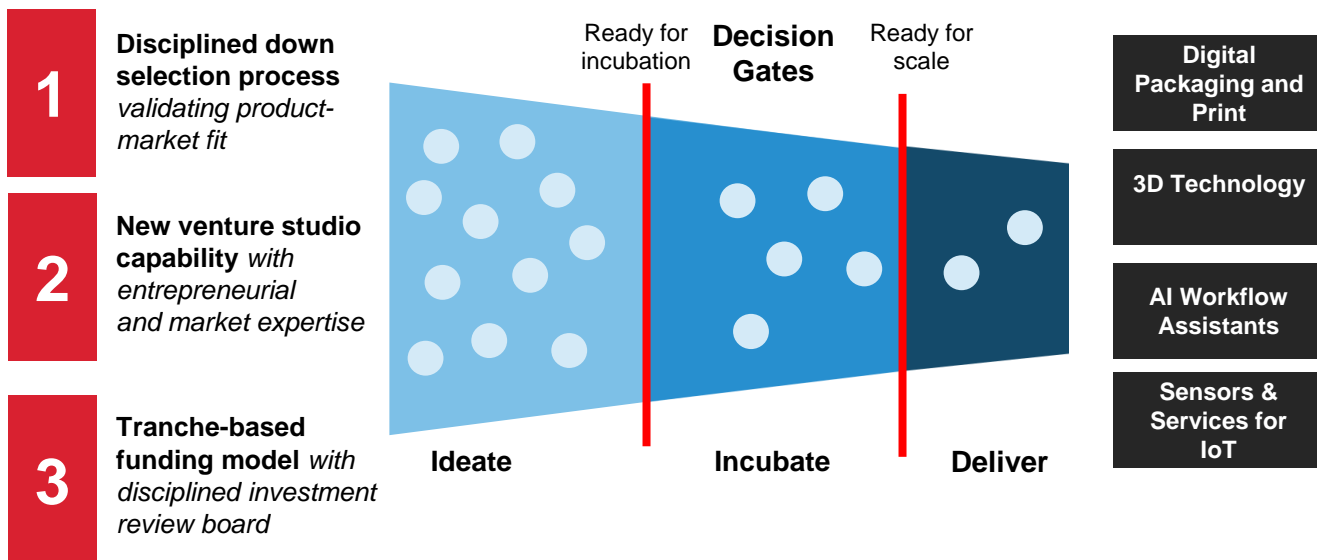 1
Disciplined down
selection process
validating product-
market fit
2
New venture studio
capability with
entrepreneurial
and market expertise
3
Tranche-based
funding model with
disciplined investment
review board
Ready for
incubation
Decision
Gates
Ready for
scale
Ideate
Incubate
Deliver
Digital
Packaging and
Print
3D Technology
AI Workflow
Assistants
Sensors &
Services for
IoT